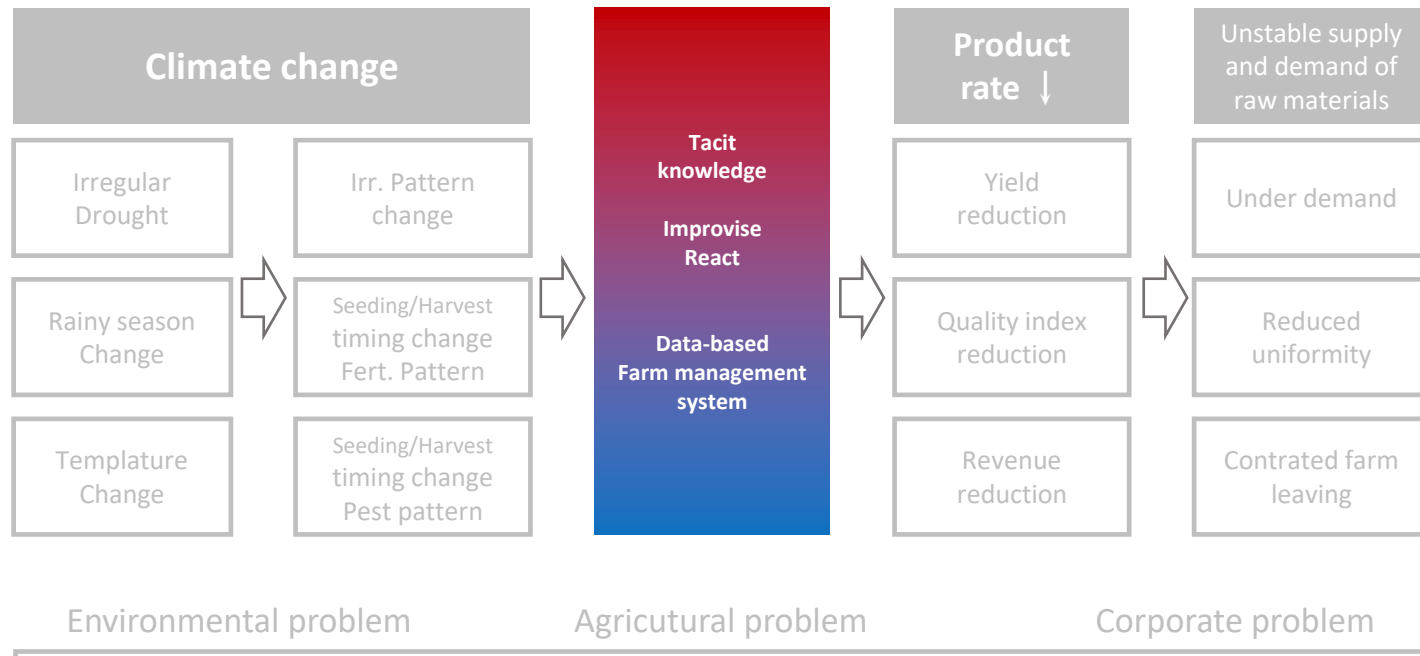 Climate change
Product
rate ↓
Unstable supply
and demand of
raw materials
Irregular
Drought
Irr. Pattern
change
Tacit
knowledge
Improvise
React
Data-based
Farm management
system
Yield
reduction
Under demand
Rainy season
Change
Seeding/Harvest
timing change
Fert. Pattern
Quality index
reduction
Reduced
uniformity
Templature
Change
Seeding/Harvest
timing change
Pest pattern
Revenue
reduction
Contrated farm
leaving
Environmental problem
Agricutural problem
Corporate problem